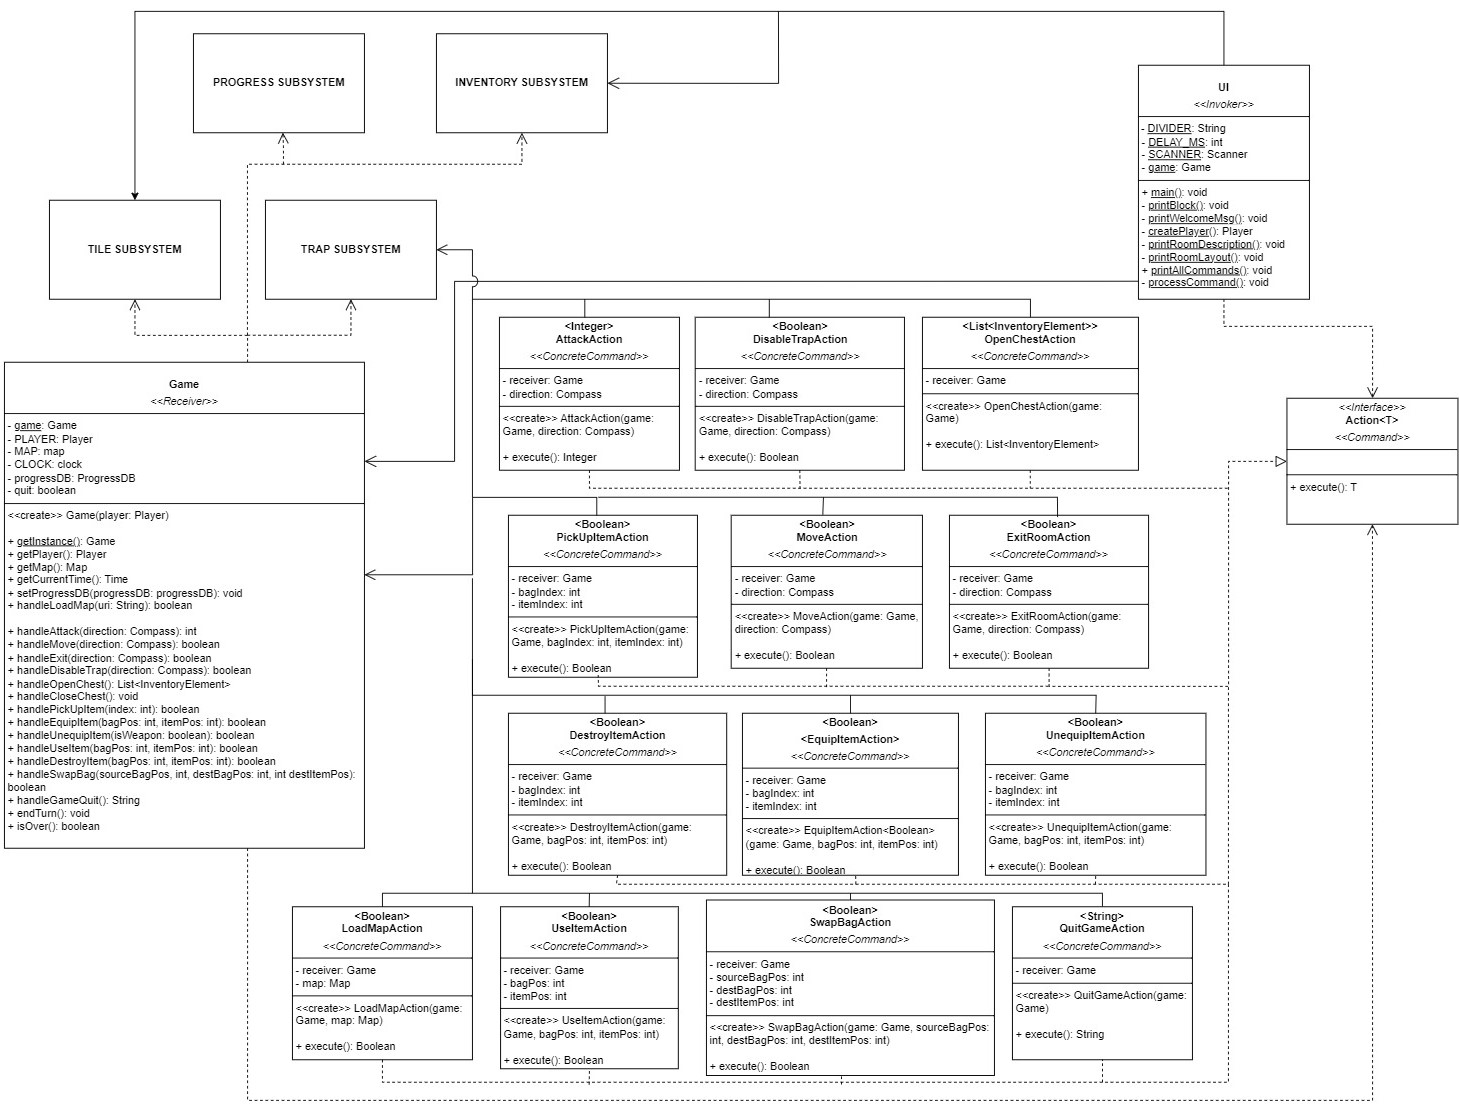 PROGRESS SUBSYSTEM
INVENTORY SUBSYSTEM
UI
<<Invoker>>
- DIVIDER: String
- DELAY_MS: int
- SCANNER: Scanner
- game: Game
+ main(): void
- printBlock(): void
- printWelcomeMsg(): void
- createPlayer(): Player
- printRoomDescription(): void
- printRoomLayout(): void
+ printAllCommands(): void
- processCommand(): void
TILE SUBSYSTEM
TRAP SUBSYSTEM
Game
<<Receiver>>
- game: Game
- PLAYER: Player
- MAP: map
- CLOCK: clock
- progressDB: ProgressDB
- quit: boolean
<<create>> Game(player: Player)
+ getInstance(): Game
+ getPlayer(): Player
+ getMap(): Map
+ getCurrentTime(): Time
+ setProgressDB(progressDB: progressDB): void
+ handleLoadMap(uri: String): boolean
+ handleAttack(direction: Compass): int
+ handleMove(direction: Compass): boolean
+ handleExit(direction: Compass): boolean
+ handleDisableTrap(direction: Compass): boolean
+ handleOpenChest(): List<InventoryElement>
+ handleCloseChest(): void
+ handlePickUpItem(index: int): boolean
+ handleEquipItem(bagPos: int, itemPos: int): boolean
+ handleUnequipItem(isWeapon: boolean): boolean
+ handleUseItem(bagPos: int, itemPos: int): boolean
+ handleDestroyItem(bagPos: int, itemPos: int): boolean
+ handleSwapBag(sourceBagPos, int, destBagPos: int, int destItemPos):
boolean
+ handleGameQuit(): String
+ endTurn(): void
+ isOver(): boolean
<Integer>
AttackAction
<<ConcreteCommand>>
- receiver: Game
- direction: Compass
<<create>> AttackAction(game:
Game, direction: Compass)
+ execute(): Integer
<Boolean>
DisableTrapAction
<<ConcreteCommand>>
- receiver: Game
- direction: Compass
<<create>> DisableTrapAction(game:
Game, direction: Compass)
+ execute(): Boolean
<List<InventoryElement>>
OpenChestAction
<<ConcreteCommand>>
- receiver: Game
<<create>> OpenChestAction(game:
Game)
+ execute(): List<InventoryElement>
<<Interface>>
Action<T>
<<Command>>
+ execute(): T
<Boolean>
PickUpItemAction
<<ConcreteCommand>>
- receiver: Game
- bagIndex: int
- itemIndex: int
<<create>> PickUpItemAction(game:
Game, bagIndex: int, itemIndex: int)
+ execute(): Boolean
<Boolean>
MoveAction
<<ConcreteCommand>>
- receiver: Game
- direction: Compass
<<create>> MoveAction(game: Game,
direction: Compass)
+ execute(): Boolean
<Boolean>
ExitRoomAction
<<ConcreteCommand>>
- receiver: Game
- direction: Compass
<<create>> ExitRoomAction(game:
Game, direction: Compass)
+ execute(): Boolean
<Boolean>
DestroyItemAction
<<ConcreteCommand>>
- receiver: Game
- bagIndex: int
- itemIndex: int
<<create>> DestroyItemAction(game:
Game, bagPos: int, itemPos: int)
+ execute(): Boolean
<Boolean>
<EquipItemAction>
<<ConcreteCommand>>
- receiver: Game
- bagIndex: int
- itemIndex: int
<<create>> EquipItemAction<Boolean>
(game: Game, bagPos: int, itemPos: int)
+ execute(): Boolean
<Boolean>
UnequipItemAction
<<ConcreteCommand>>
- receiver: Game
- bagIndex: int
- itemIndex: int
<<create>> UnequipItemAction(game:
Game, bagPos: int, itemPos: int)
+ execute(): Boolean
<Boolean>
LoadMapAction
<<ConcreteCommand>>
- receiver: Game
- map: Map
<<create>> LoadMapAction(game:
Game, map: Map)
+ execute(): Boolean
<Boolean>
UseItemAction
<<ConcreteCommand>>
- receiver: Game
- bagPos: int
- itemPos: int
<<create>> UseItemAction(game:
Game, bagPos: int, itemPos: int)
+ execute(): Boolean
<Boolean>
SwapBagAction
<<ConcreteCommand>>
- receiver: Game
- sourceBagPos: int
- destBagPos: int
- destItemPos: int
<<create>> SwapBagAction(game: Game, sourceBagPos:
int, destBagPos: int, destItemPos: int)
+ execute(): Boolean
<String>
QuitGameAction
<<ConcreteCommand>>
- receiver: Game
<<create>> QuitGameAction(game:
Game)
+ execute(): String